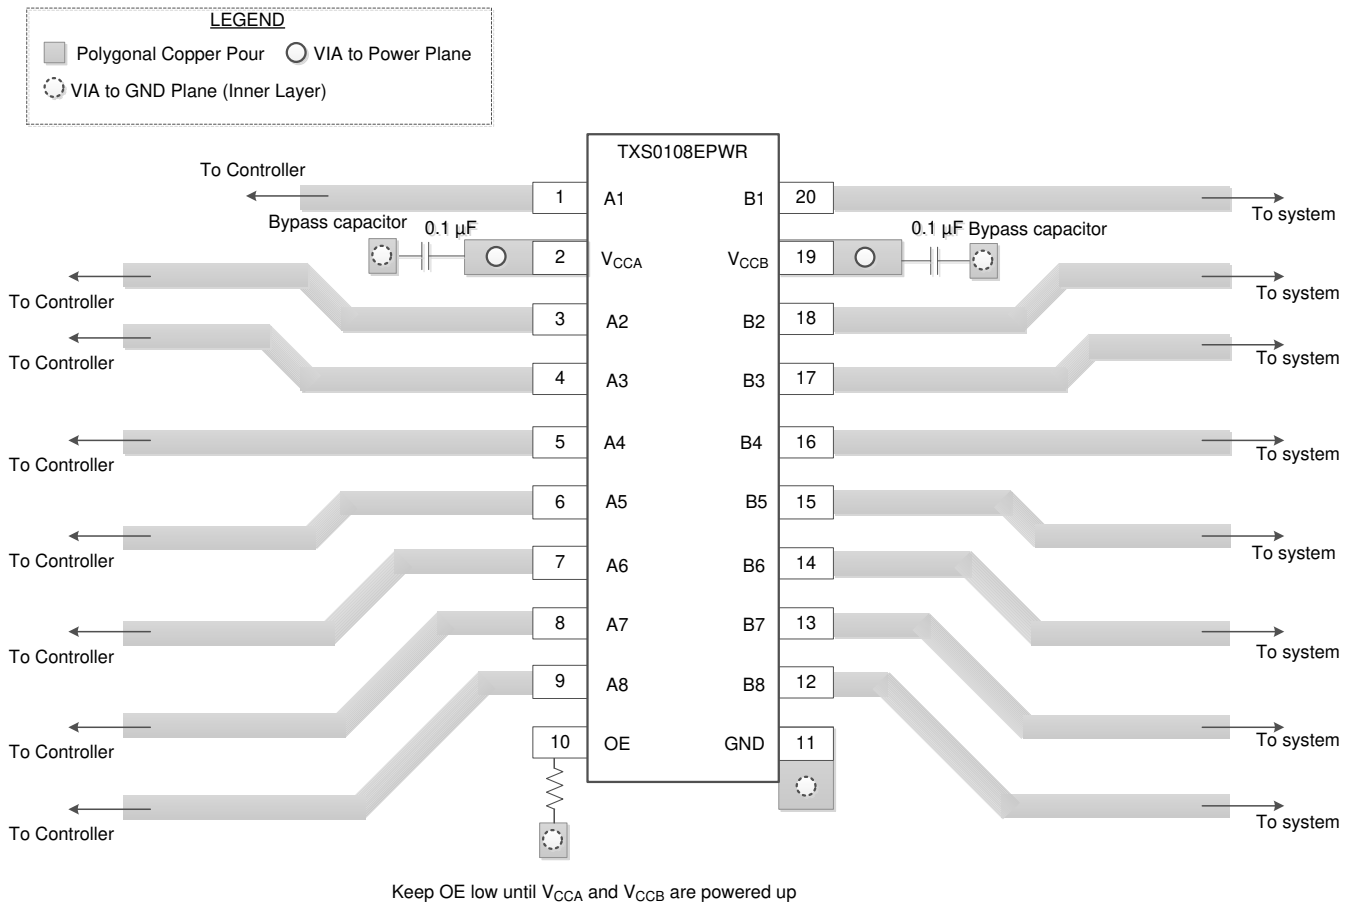 LEGEND
Polygonal Copper Pour VIA to Power Plane
VIA to GND Plane (Inner Layer)
TXS0108EPWR
To Controller
1 A1 B1 20
To system
Bypass capacitor 0.1 µF 0.1 µF Bypass capacitor
2 VCCA VCCB 19
To Controller To system
3 A2 B2 18
To Controller To system
4 A3 B3 17
5 A4 B4 16
To Controller To system
6 A5 B5 15
To Controller To system
7 A6 B6 14
8 A7 B7 13
To Controller To system
9 A8 B8 12
To Controller To system
10 OE GND 11
To Controller To system
Keep OE low until VCCA and VCCB are powered up